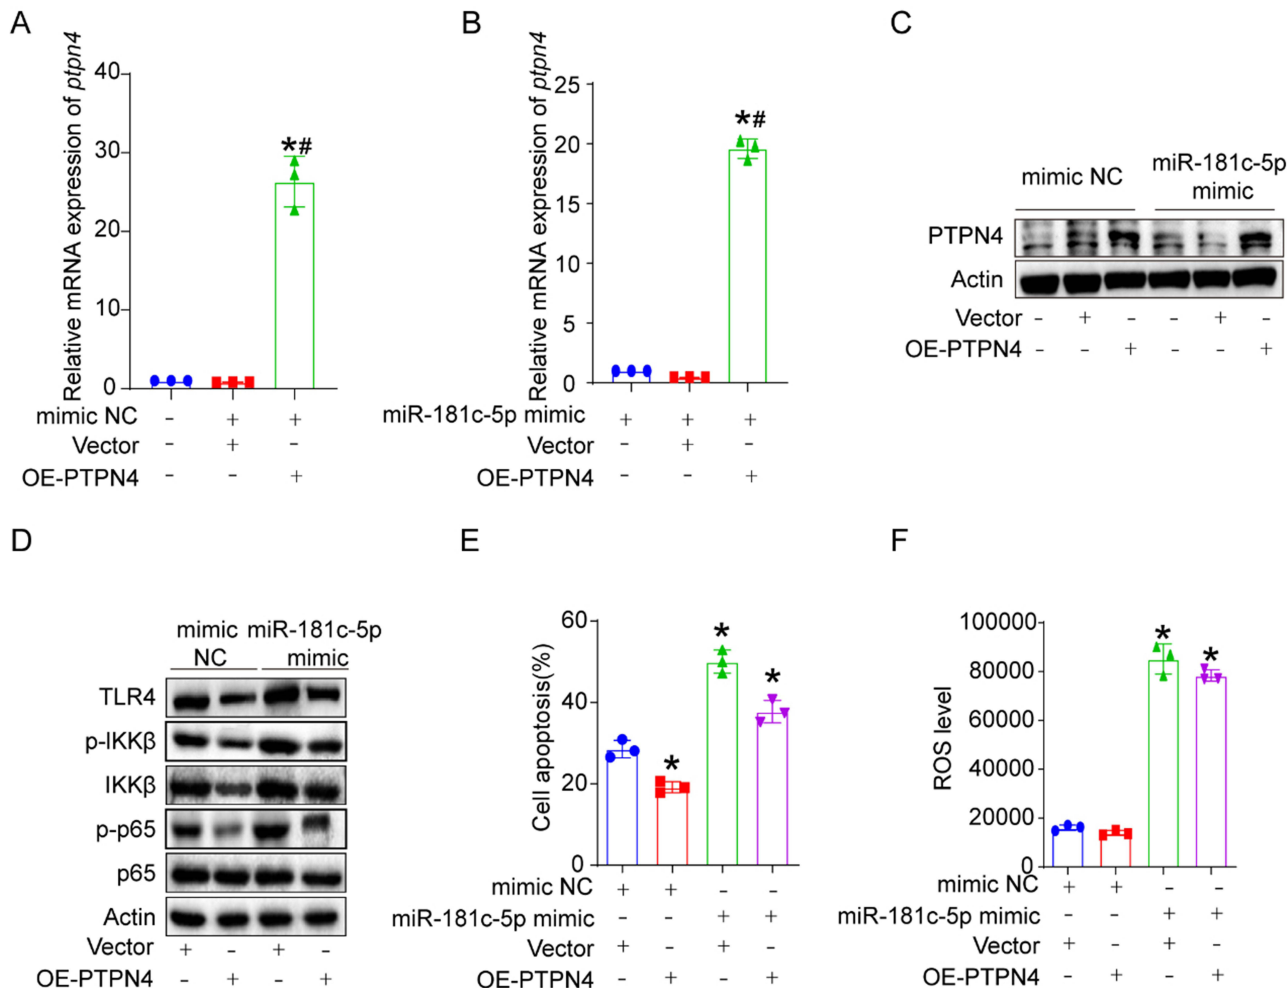 A
Relative mRNA expression of ptpn4
40
30
20
10
0
*#
mimic NC - + +
Vector - + -
OE-PTPN4 - - +
B
Relative mRNA expression of ptpn4
25
20
15
10
5
0
*#
miR-181c-5p mimic + + +
Vector - + -
OE-PTPN4 - - +
C
mimic NC
miR-181c-5p
mimic
PTPN4
Actin
Vector - + - - + -
OE-PTPN4 - - + - - +
D
mimic
NC
miR-181c-5p
mimic
TLR4
p-IKKβ
IKKβ
p-p65
p65
Actin
Vector + - + -
OE-PTPN4 - + - +
E
Cell apoptosis(%)
60
40
20
0
* * *
mimic NC + + - -
miR-181c-5p mimic - - + +
Vector + - + -
OE-PTPN4 - + - +
F
ROS level
100000
80000
60000
40000
20000
0
* *
mimic NC + + - -
miR-181c-5p mimic - - + +
Vector + - + -
OE-PTPN4 - + - +